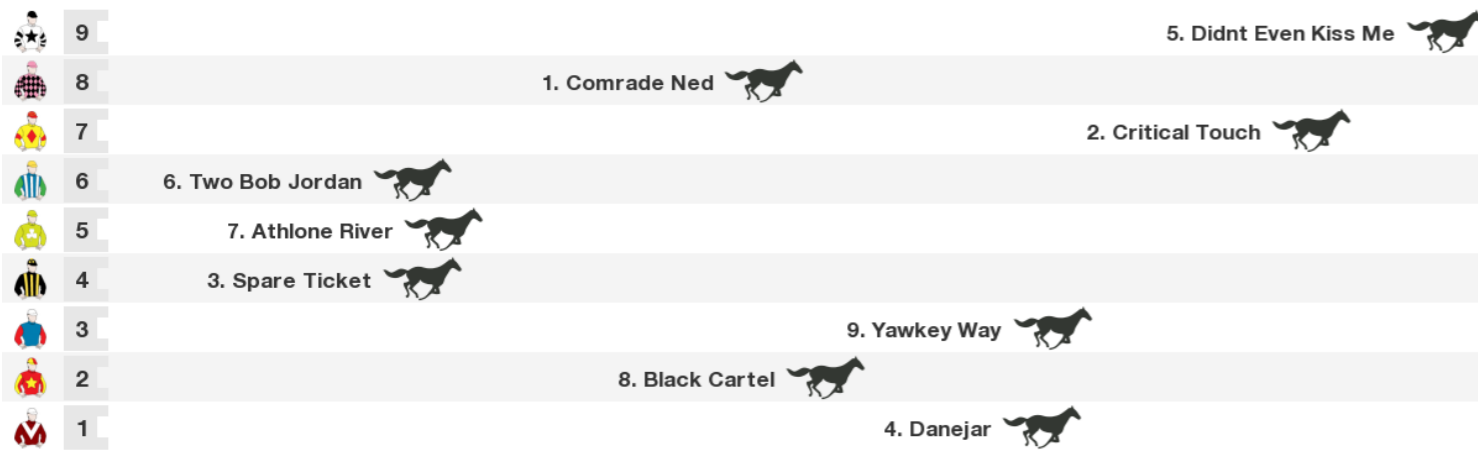 9 5. Didnt Even Kiss Me
8 1. Comrade Ned
7 2. Critical Touch
6 6. Two Bob Jordan
5 7. Athlone River
4 3. Spare Ticket
3 9. Yawkey Way
2 8. Black Cartel
1 4. Danejar